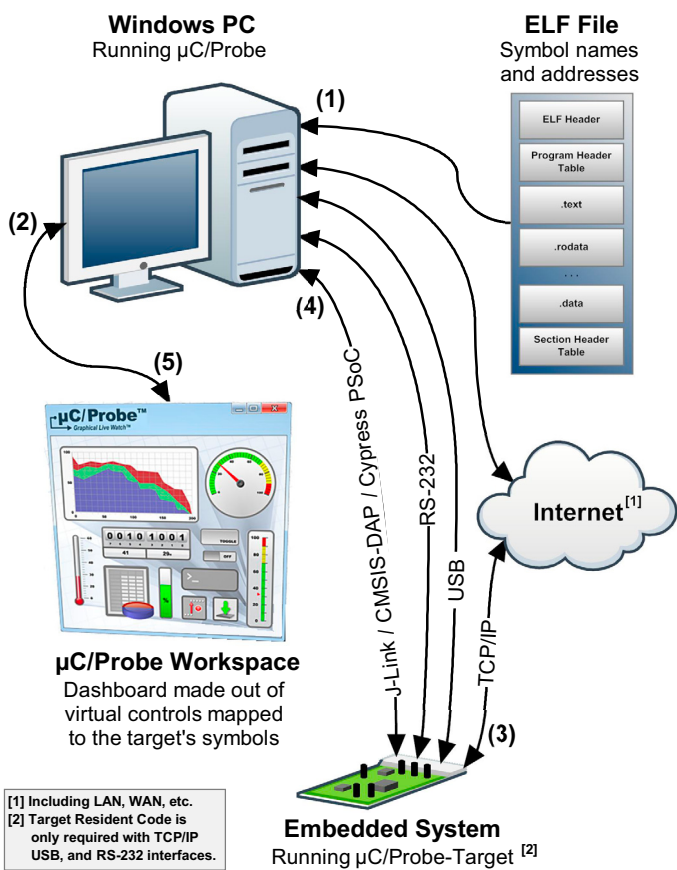 Windows PC
Running µC/Probe
ELF File
Symbol names
and addresses
(1)
ELF Header
Program Header
Table
.text
.rodata
. . .
.data
Section Header
Table
(2)
(4)
(5)
µC/Probe™
Graphical Live Watch™
J-Link / CMSIS-DAP / Cypress PSoC
RS-232
USB
TCP/IP
Internet[1]
00101001
41
29
TOGGLE
OFF
>_
%
µC/Probe Workspace
Dashboard made out of
virtual controls mapped
to the target's symbols
(3)
[1] Including LAN, WAN, etc.
[2] Target Resident Code is
only required with TCP/IP
USB, and RS-232 interfaces.
Embedded System
Running µC/Probe-Target [2]